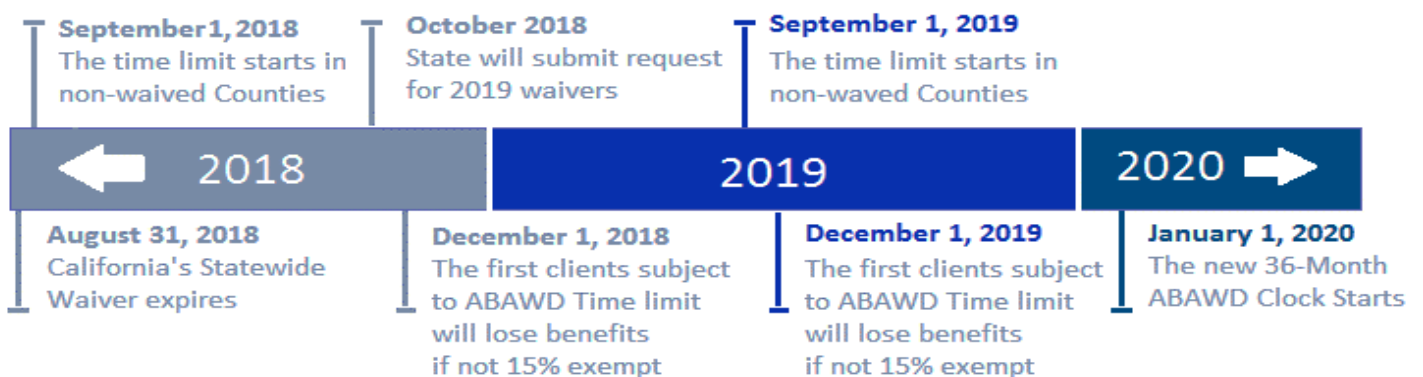 September 1, 2018
The time limit starts in
non-waived Counties
October 2018
State will submit request
for 2019 waivers
September 1, 2019
The time limit starts in
non-waved Counties
2018
2019
2020
August 31, 2018
California's Statewide
Waiver expires
December 1, 2018
The first clients subject
to ABAWD Time limit
will lose benefits
if not 15% exempt
December 1, 2019
The first clients subject
to ABAWD Time limit
will lose benefits
if not 15% exempt
January 1, 2020
The new 36-Month
ABAWD Clock Starts